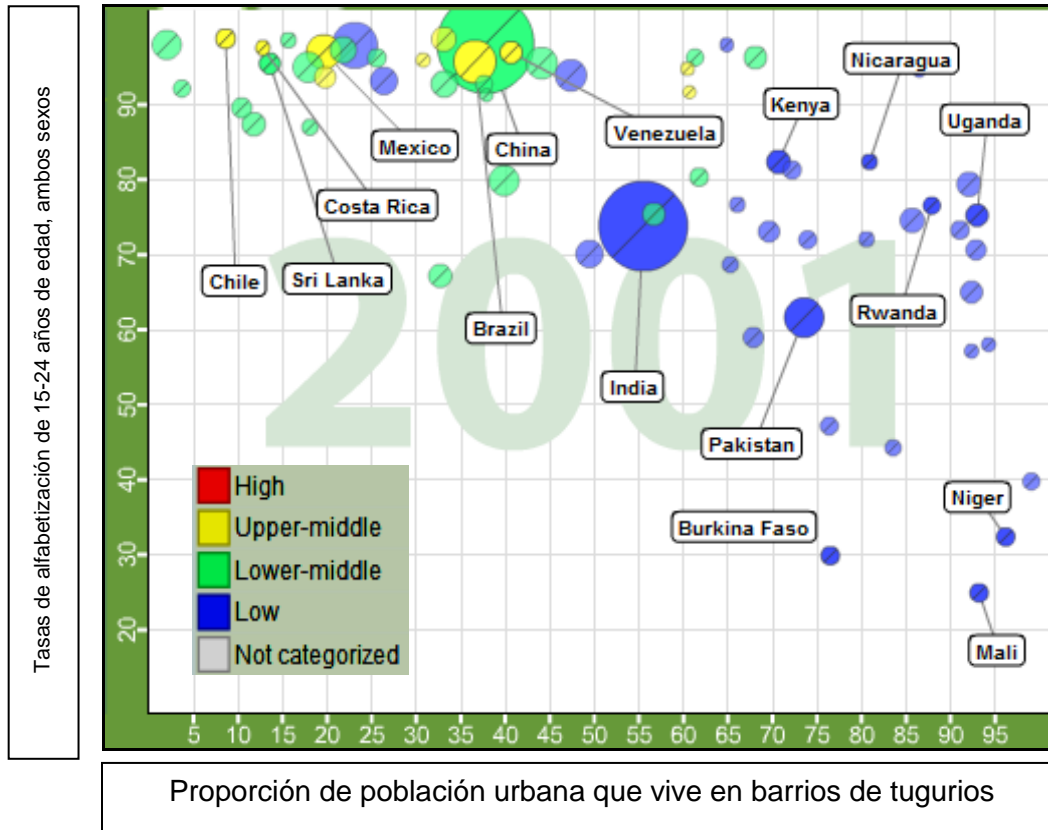 Tasas de alfabetización de 15-24 años de edad, ambos sexos
90
80
70
60
50
40
30
20
2001
Nicaragua
Kenya
Uganda
Venezuela
Mexico
China
Costa Rica
Chile
Sri Lanka
Brazil
Rwanda
India
Pakistan
Niger
Burkina Faso
Mali
High
Upper-middle
Lower-middle
Low
Not categorized
5 10 15 20 25 30 35 40 45 50 55 60 65 70 75 80 85 90 95
Proporción de población urbana que vive en barrios de tugurios